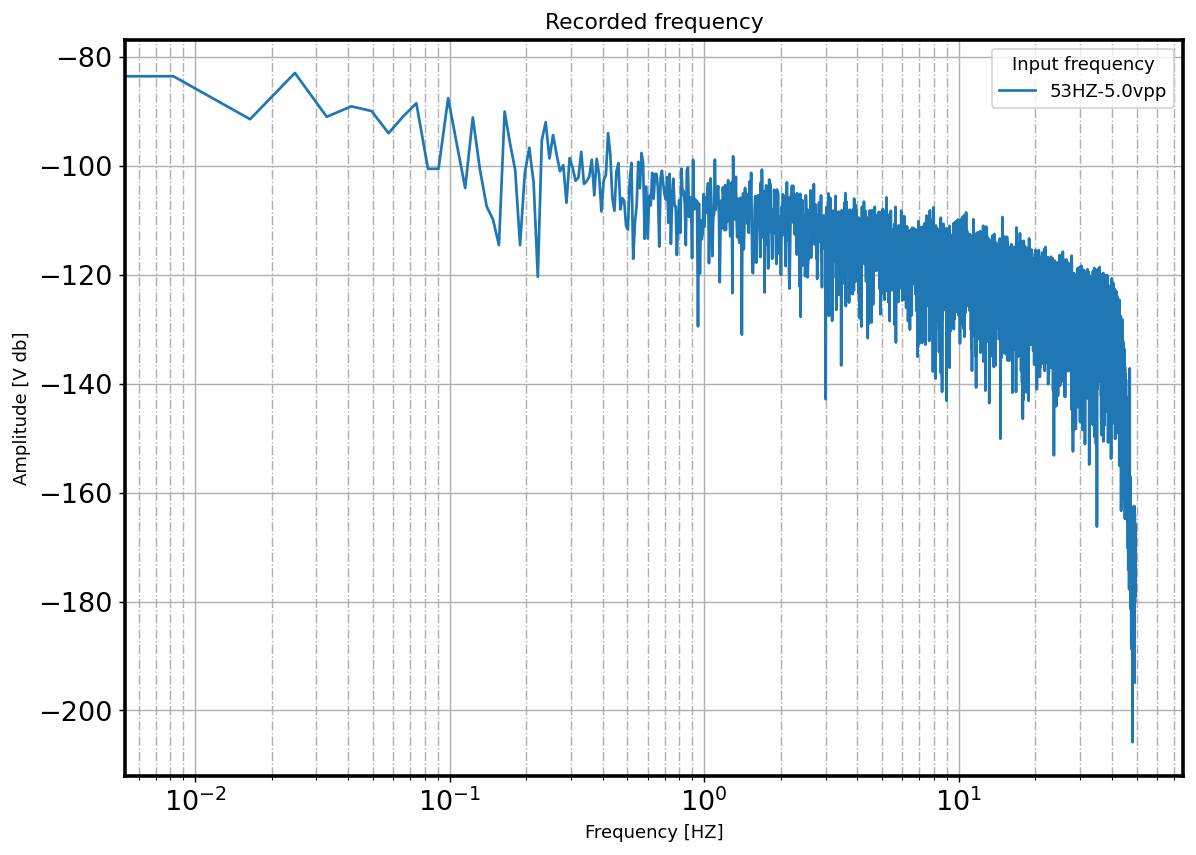 Recorded frequency
Input frequency
53HZ-5.0vpp
Amplitude [V db]
−80
−100
−120
−140
−160
−180
−200
10⁻² 10⁻¹ 10⁰ 10¹
Frequency [HZ]